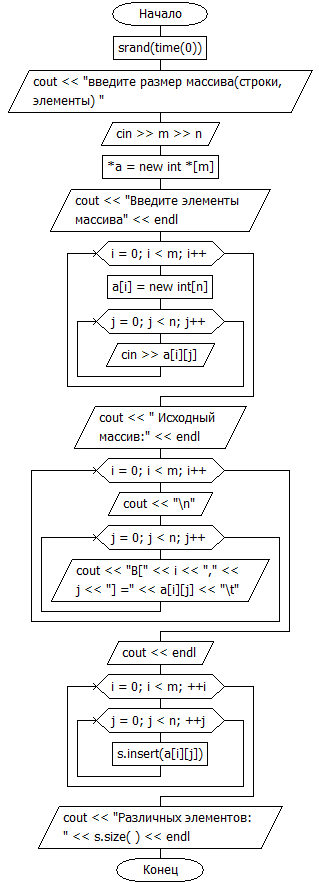 Начало
srand(time(0))
cout << "введите размер массива(строки,
элементы) "
cin >> m >> n
*a = new int *[m]
cout << "Введите элементы
массива" << endl
i = 0; i < m; i++
a[i] = new int[n]
j = 0; j < n; j++
cin >> a[i][j]
cout << " Исходный
массив:" << endl
i = 0; i < m; i++
cout << "\n"
j = 0; j < n; j++
cout << "B[" << i << "," <<
j << "] =" << a[i][j] << "\t"
cout << endl
i = 0; i < m; ++i
j = 0; j < n; ++j
s.insert(a[i][j])
cout << "Различных элементов:
" << s.size( ) << endl
Конец